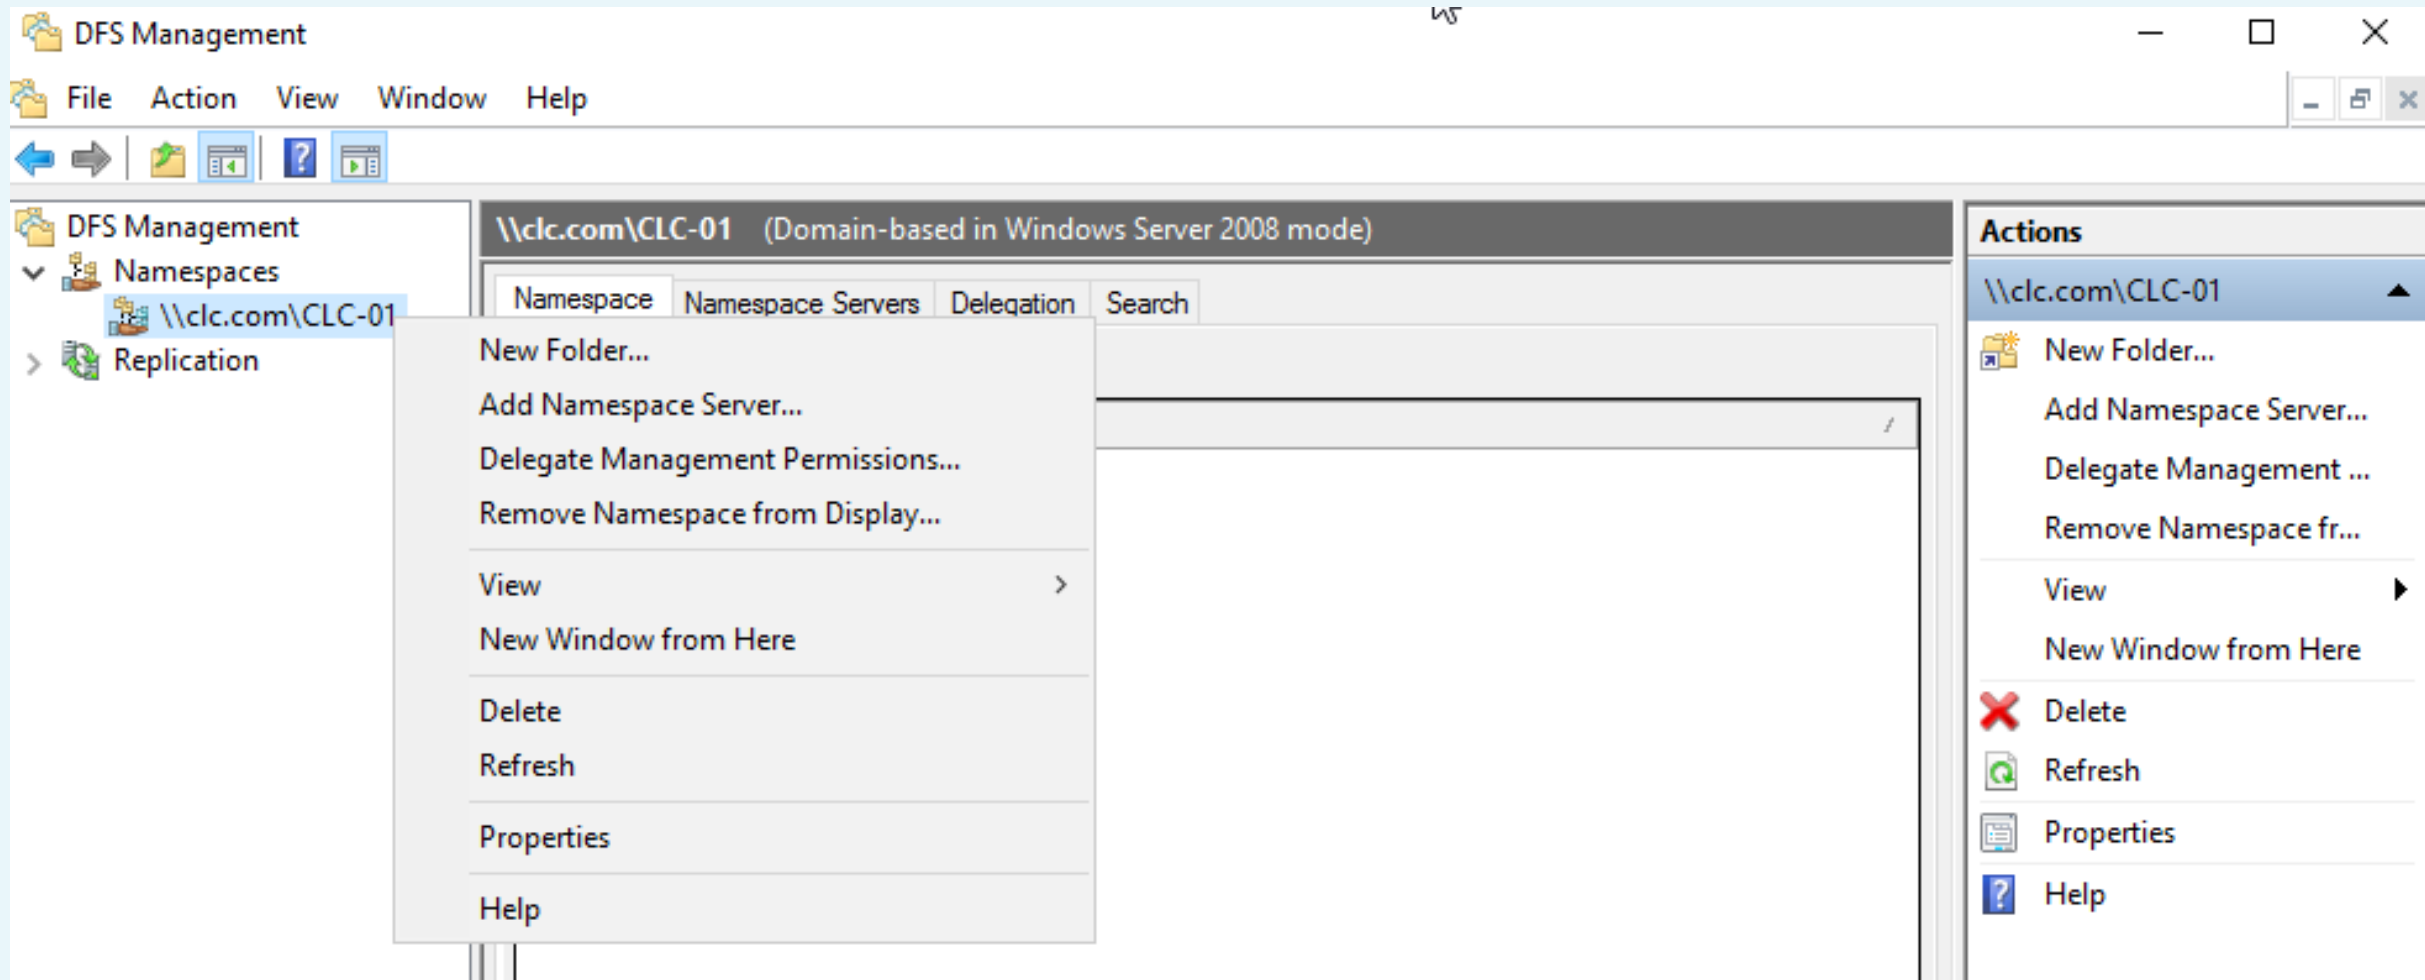 DFS Management
File Action View Window Help
DFS Management
Namespaces
\\clc.com\CLC-01
Replication
\\clc.com\CLC-01 (Domain-based in Windows Server 2008 mode)
Namespace Namespace Servers Delegation Search
New Folder...
Add Namespace Server...
Delegate Management Permissions...
Remove Namespace from Display...
View
New Window from Here
Delete
Refresh
Properties
Help
Actions
\\clc.com\CLC-01
New Folder...
Add Namespace Server...
Delegate Management ...
Remove Namespace fr...
View
New Window from Here
Delete
Refresh
Properties
Help